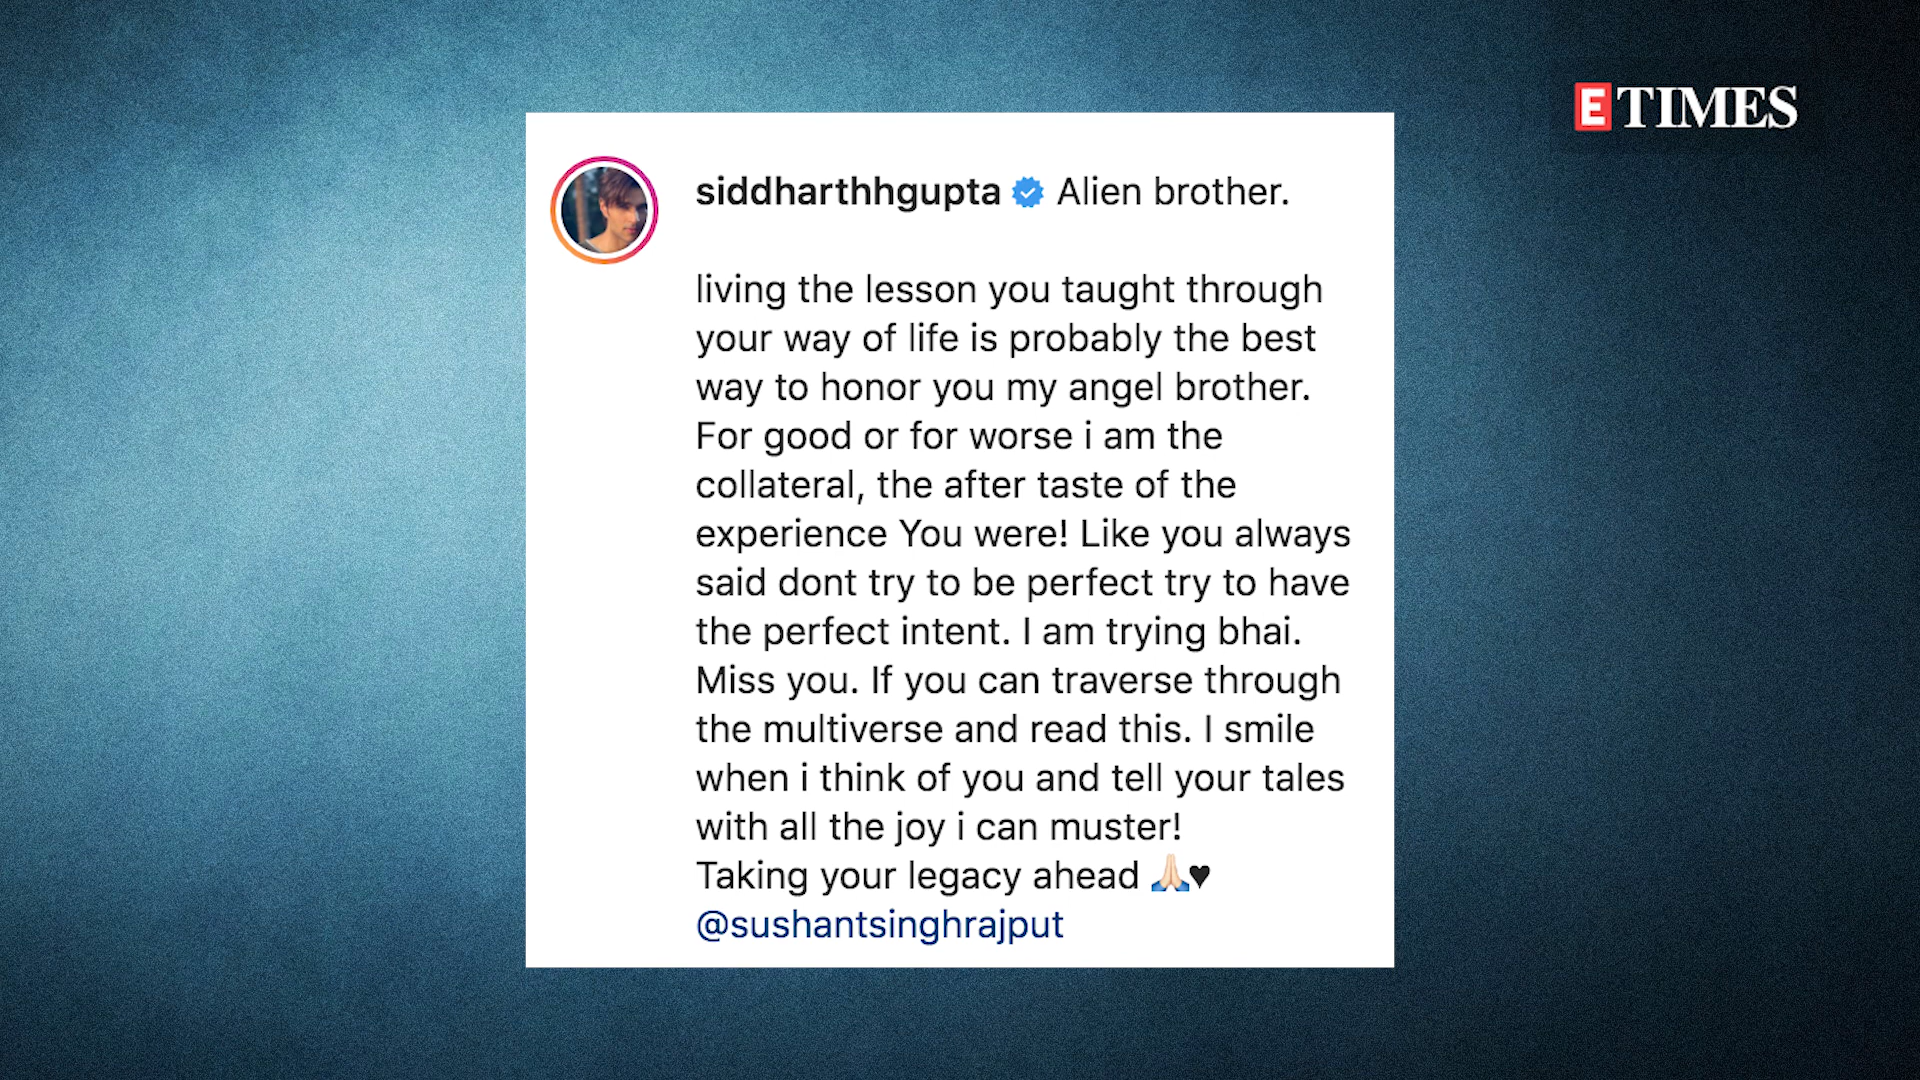 E TIMES
siddharthhgupta Alien brother.
living the lesson you taught through
your way of life is probably the best
way to honor you my angel brother.
For good or for worse i am the
collateral, the after taste of the
experience You were! Like you always
said dont try to be perfect try to have
the perfect intent. I am trying bhai.
Miss you. If you can traverse through
the multiverse and read this. I smile
when i think of you and tell your tales
with all the joy i can muster!
Taking your legacy ahead 🙏🏻♥
@sushantsinghrajput